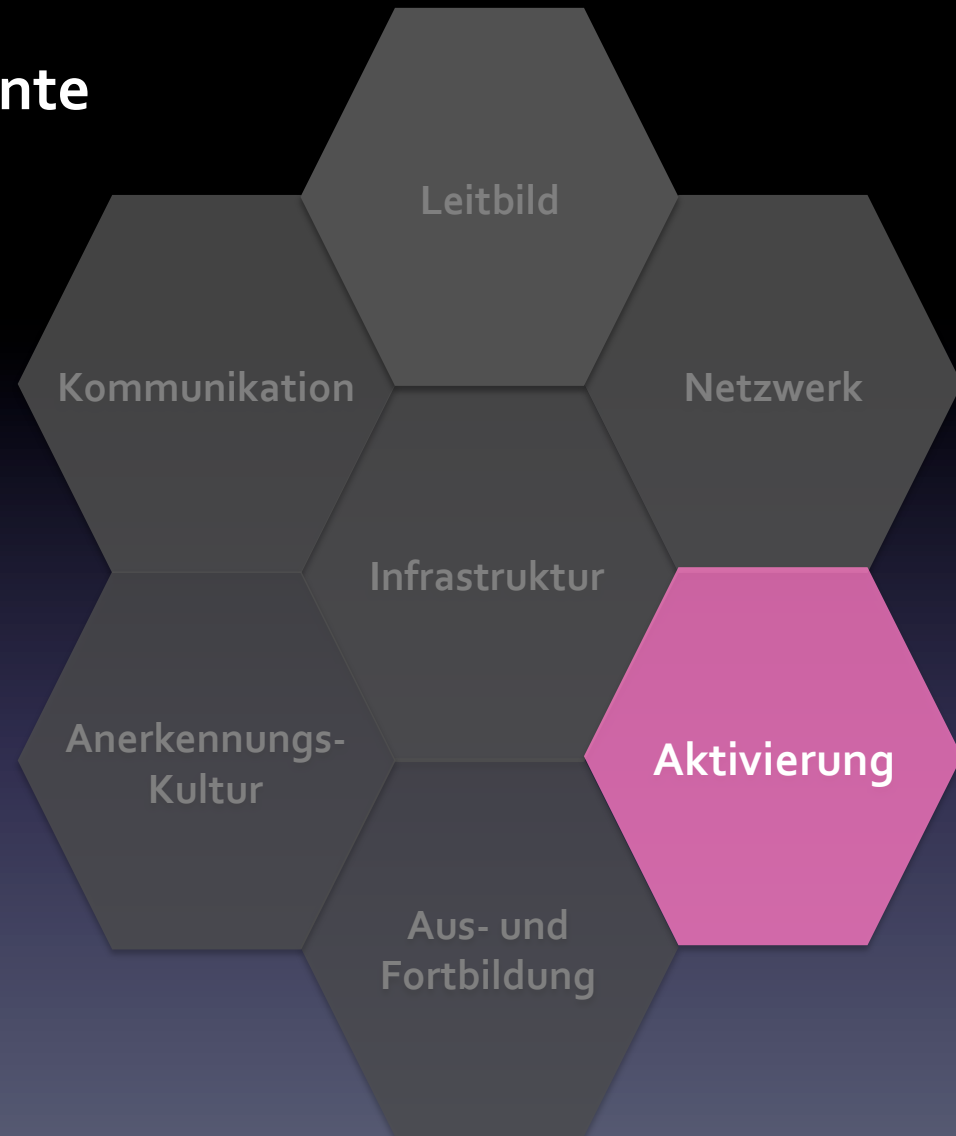 nte
Leitbild
Kommunikation
Netzwerk
Infrastruktur
Anerkennungs-
Kultur
Aktivierung
Aus- und
Fortbildung